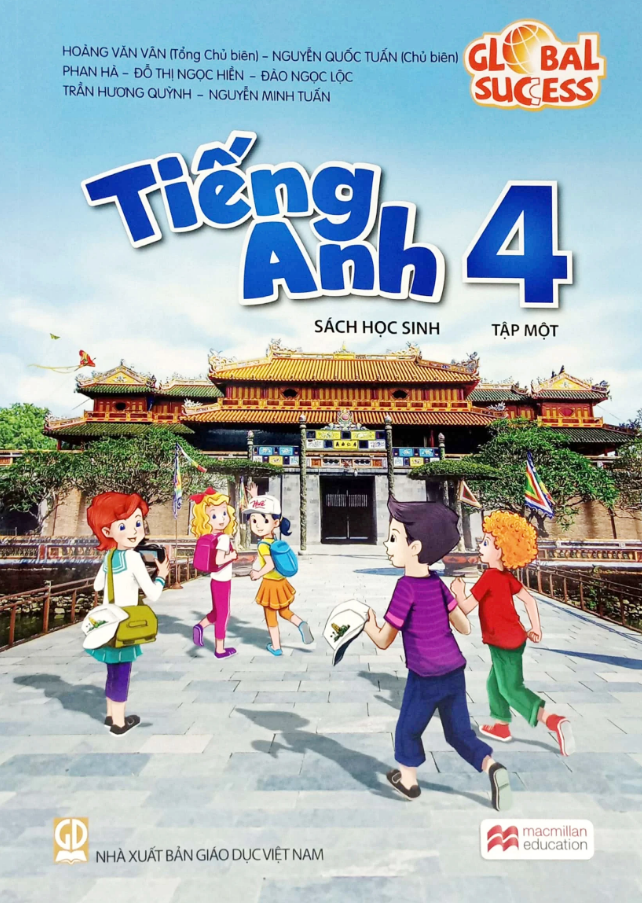 HOÀNG VĂN VÂN (Tổng Chủ biên) – NGUYỄN QUỐC TUẤN (Chủ biên)
PHAN HÀ – ĐỖ THỊ NGỌC HIỀN – ĐÀO NGỌC LỘC
TRẦN HƯƠNG QUỲNH – NGUYỄN MINH TUẤN
GLOBAL
SUCCESS
Tiếng
Anh 4
SÁCH HỌC SINH TẬP MỘT
GD
NHÀ XUẤT BẢN GIÁO DỤC VIỆT NAM
macmillan
education